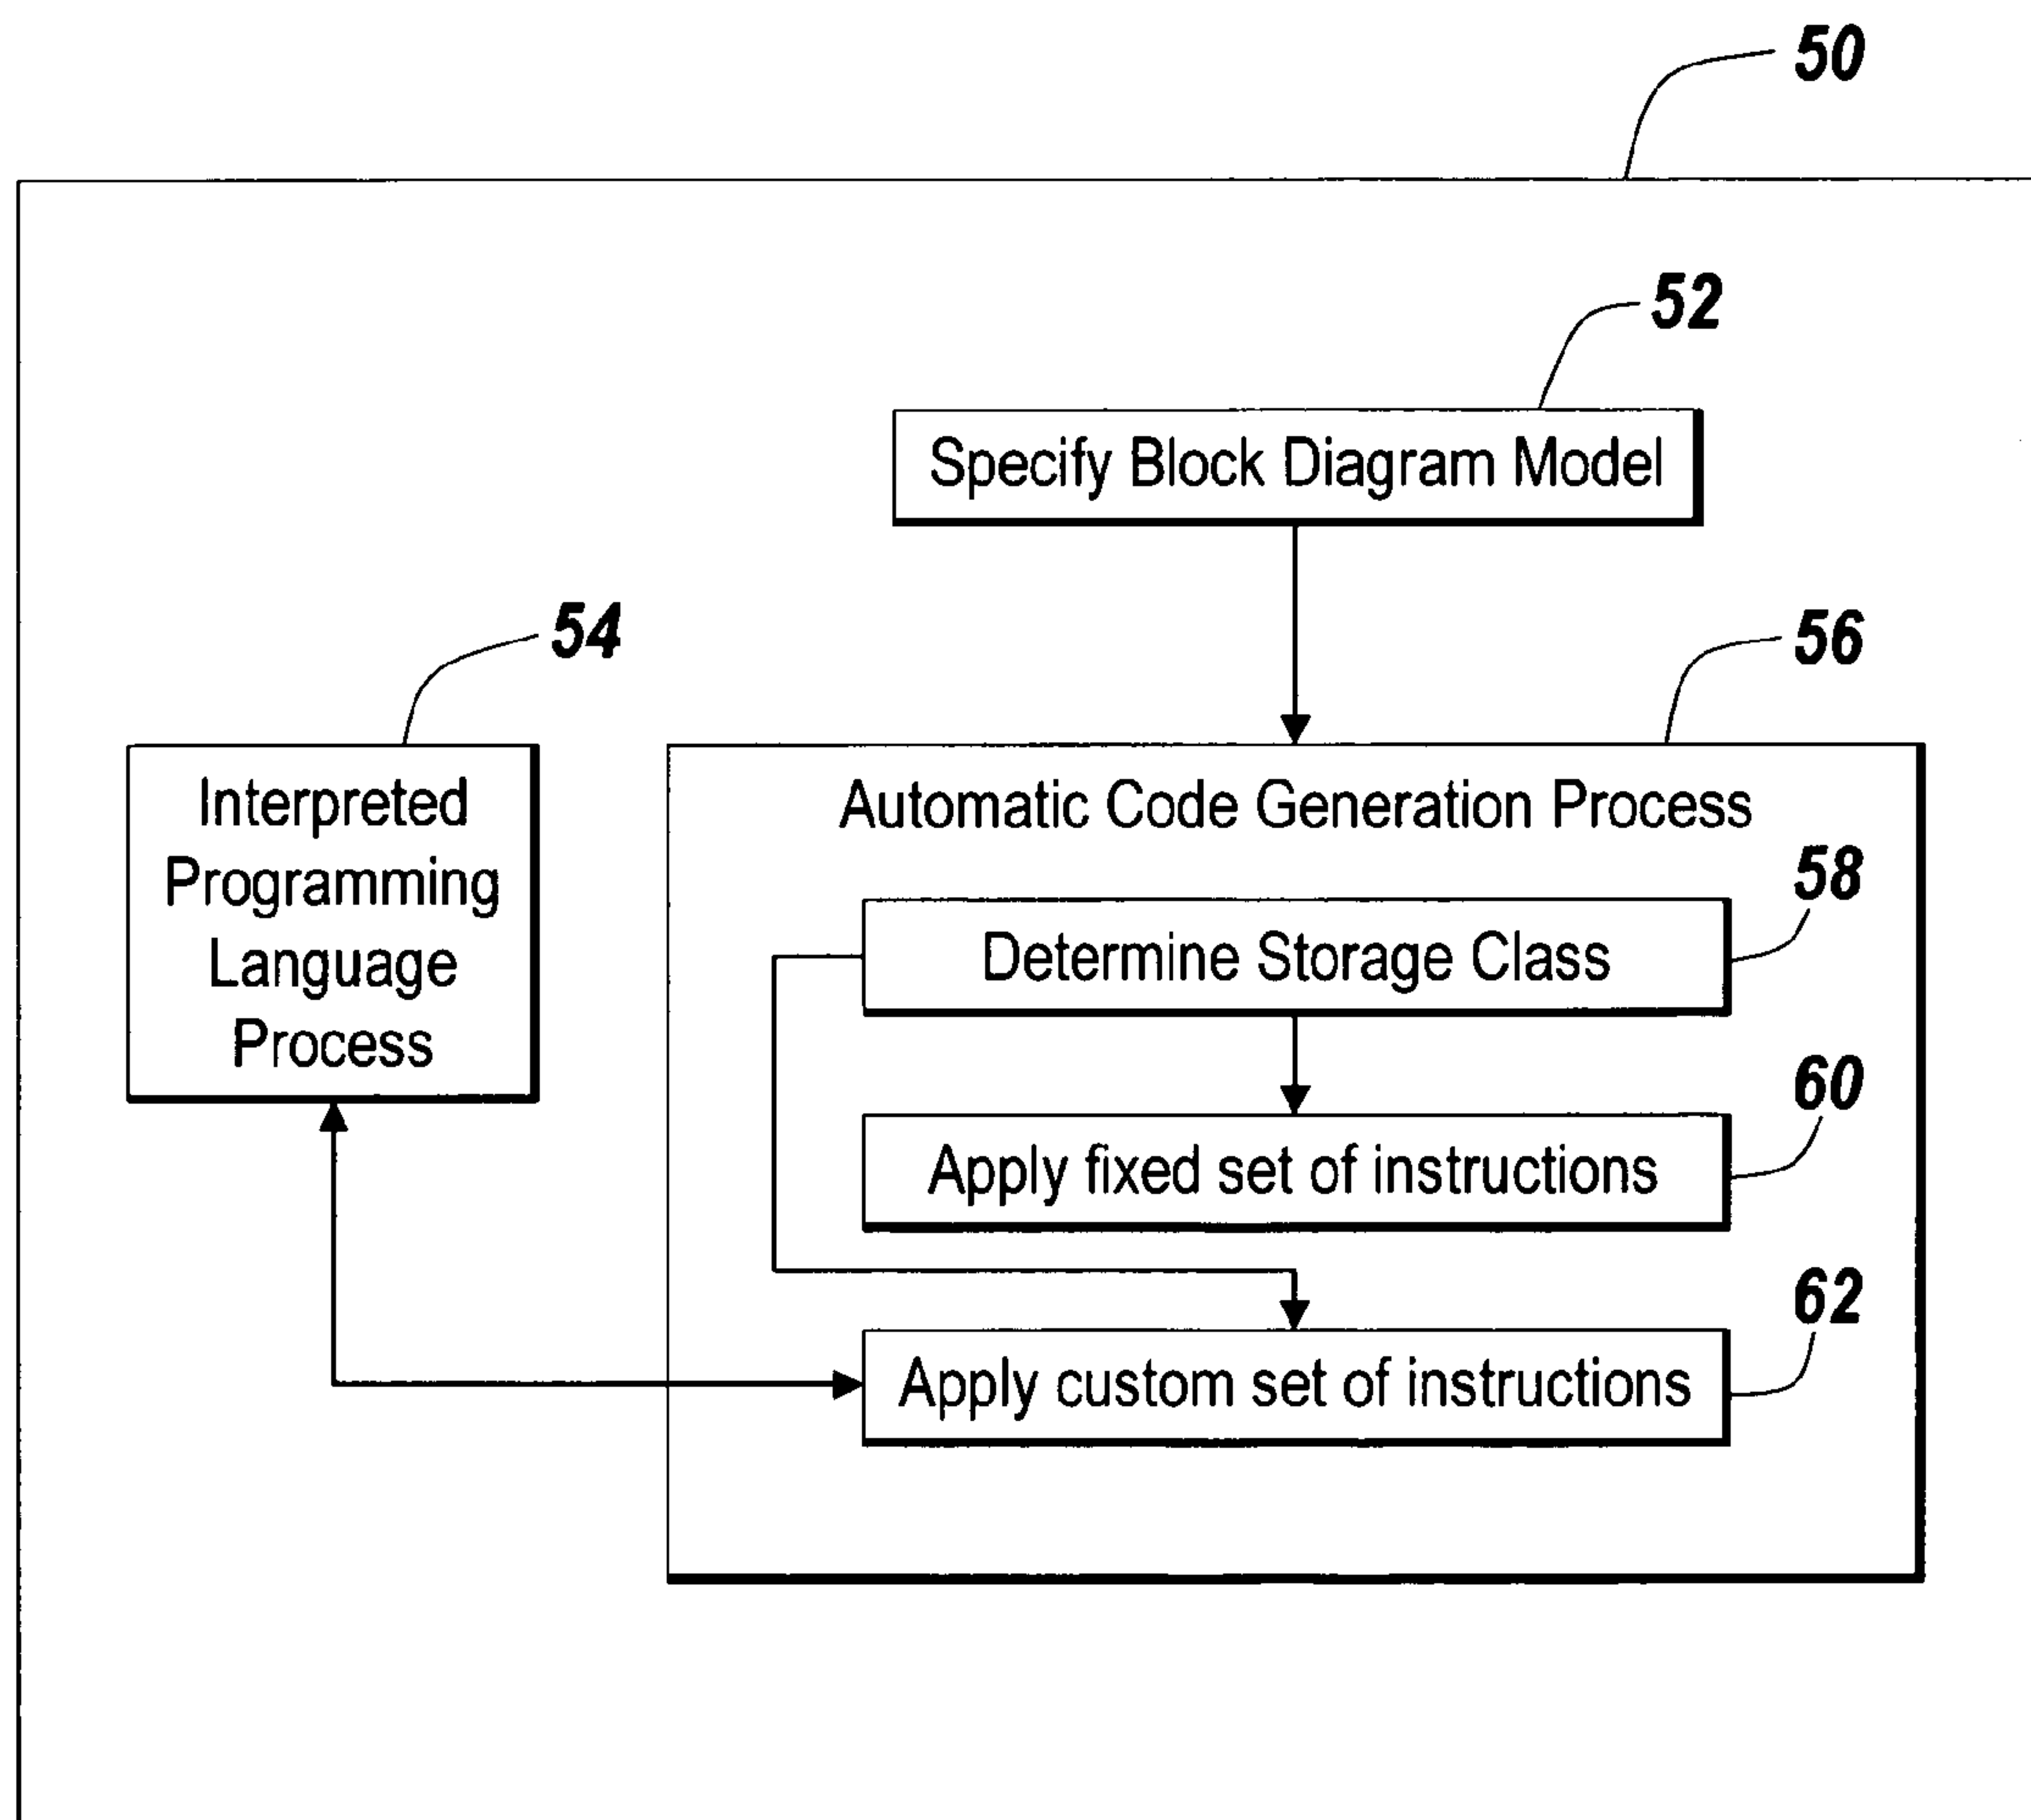 50
52
Specify Block Diagram Model
54
56
Interpreted
Programming
Language
Process
Automatic Code Generation Process
58
Determine Storage Class
60
Apply fixed set of instructions
62
Apply custom set of instructions